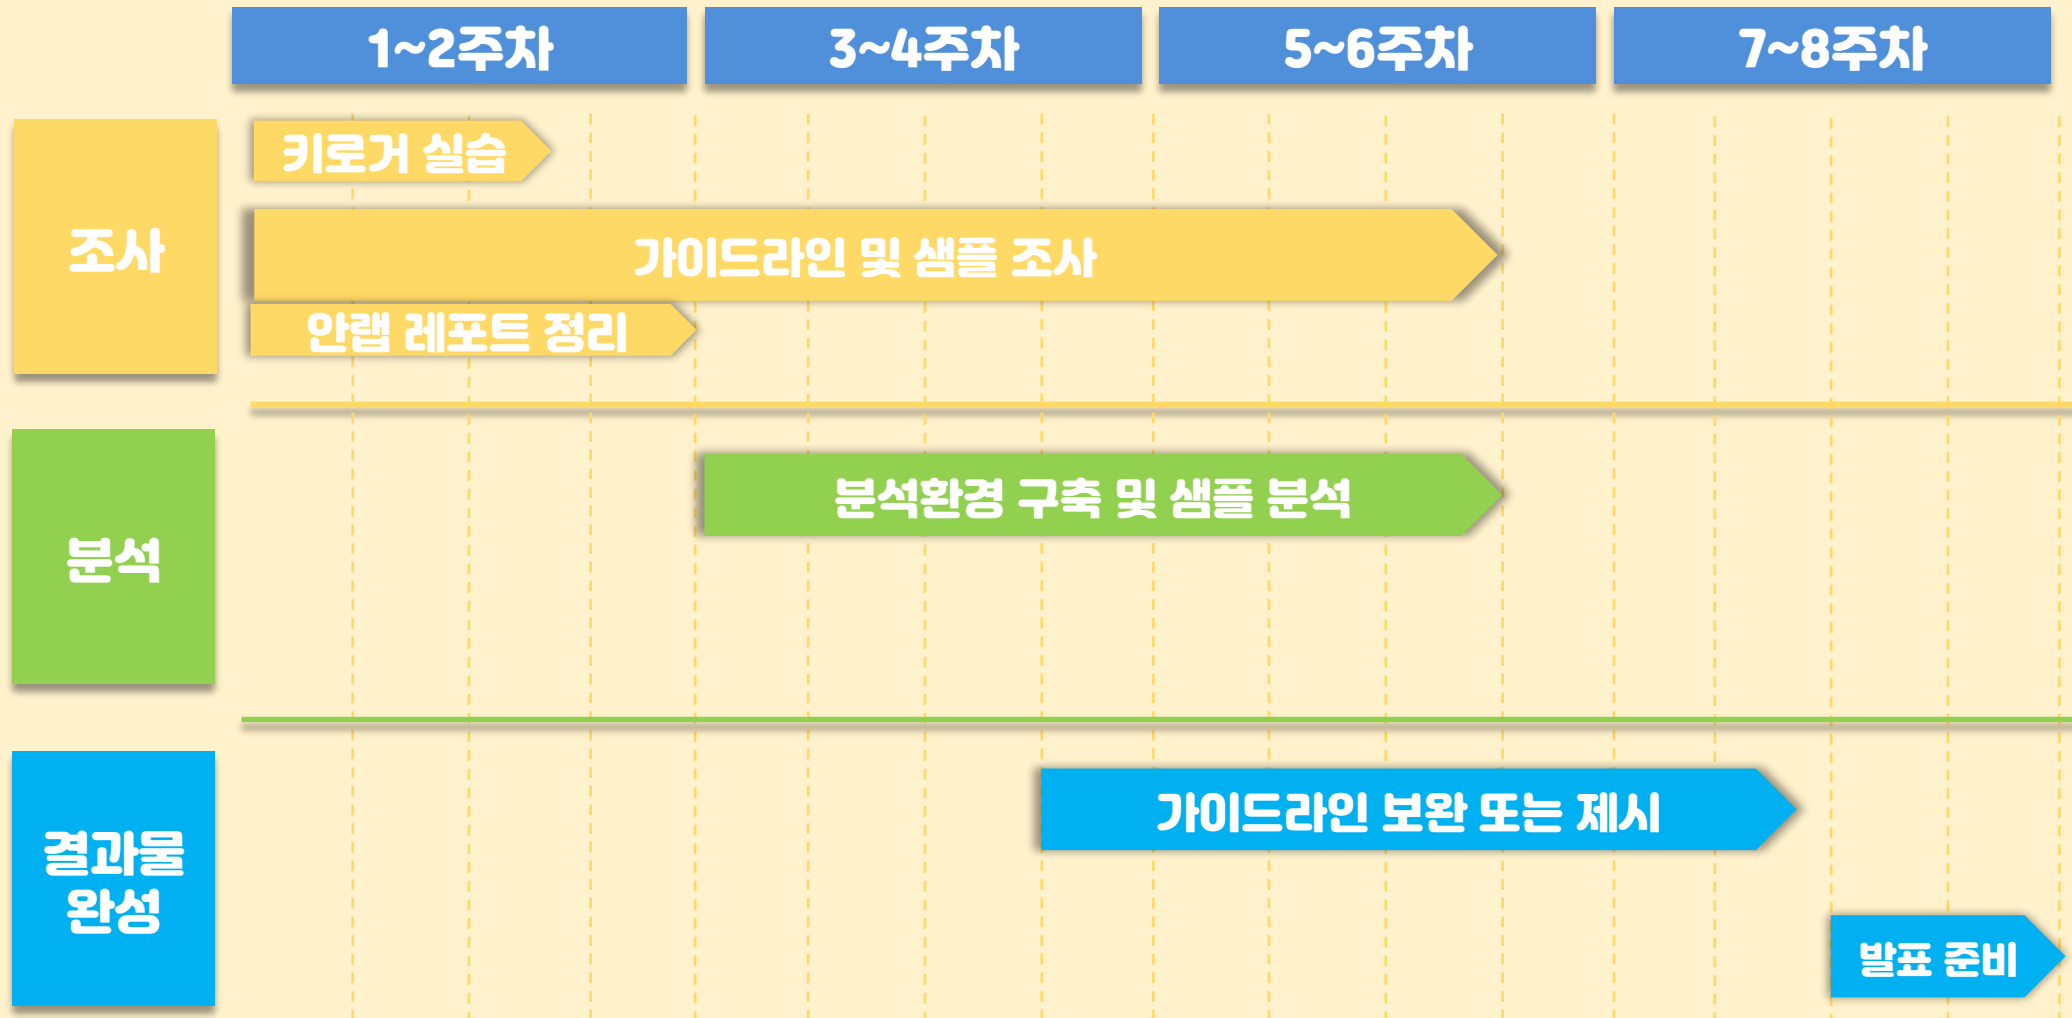 1~2주차
3~4주차
5~6주차
7~8주차
조사
키로거 실습
가이드라인 및 샘플 조사
안랩 레포트 정리
분석
분석환경 구축 및 샘플 분석
결과물
완성
가이드라인 보완 또는 제시
발표 준비